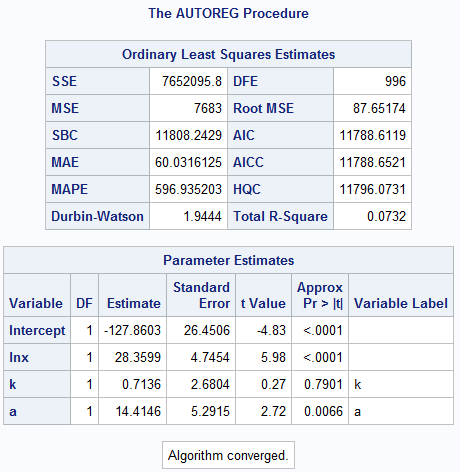 The AUTOREG Procedure
Ordinary Least Squares Estimates
SSE 7652095.8 DFE 996
MSE 7683 Root MSE 87.65174
SBC 11808.2429 AIC 11788.6119
MAE 60.0316125 AICC 11788.6521
MAPE 596.935203 HQC 11796.0731
Durbin-Watson 1.9444 Total R-Square 0.0732
Parameter Estimates
Variable DF Estimate Standard Error t Value Approx Pr > |t| Variable Label
Intercept 1 -127.8603 26.4506 -4.83 <.0001
lnx 1 28.3599 4.7454 5.98 <.0001
k 1 0.7136 2.6804 0.27 0.7901 k
a 1 14.4146 5.2915 2.72 0.0066 a
Algorithm converged.